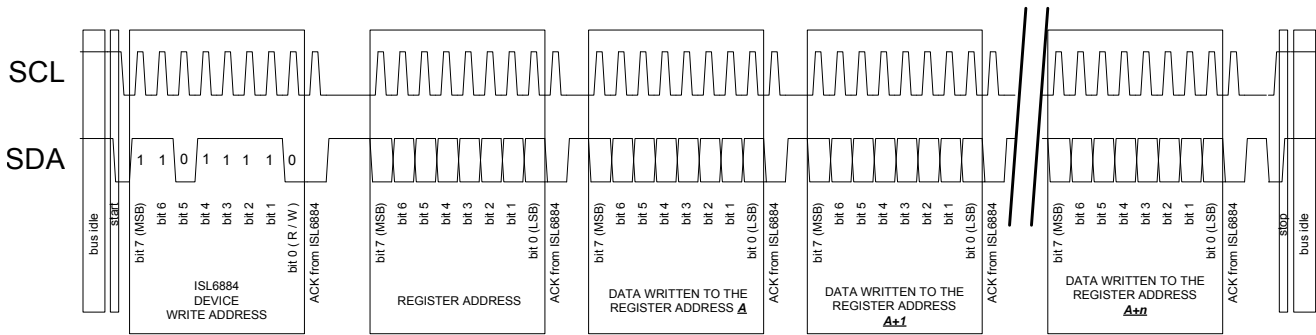 SCL
SDA
1 1 0 1 1 1 1 0
bus idle
start
bit 7 (MSB)
bit 6
bit 5
bit 4
bit 3
bit 2
bit 1
bit 0 ( R / W )
ACK from ISL6884
bit 7 (MSB)
bit 6
bit 5
bit 4
bit 3
bit 2
bit 1
bit 0 (LSB)
ACK from ISL6884
bit 7 (MSB)
bit 6
bit 5
bit 4
bit 3
bit 2
bit 1
bit 0 (LSB)
ACK from ISL6884
bit 7 (MSB)
bit 6
bit 5
bit 4
bit 3
bit 2
bit 1
bit 0 (LSB)
ACK from ISL6884
bit 7 (MSB)
bit 6
bit 5
bit 4
bit 3
bit 2
bit 1
bit 0 (LSB)
ACK from ISL6884
stop
bus idle
ISL6884
DEVICE
WRITE ADDRESS
REGISTER ADDRESS
DATA WRITTEN TO THE
REGISTER ADDRESS A
DATA WRITTEN TO THE
REGISTER ADDRESS
A+1
DATA WRITTEN TO THE
REGISTER ADDRESS
A+n